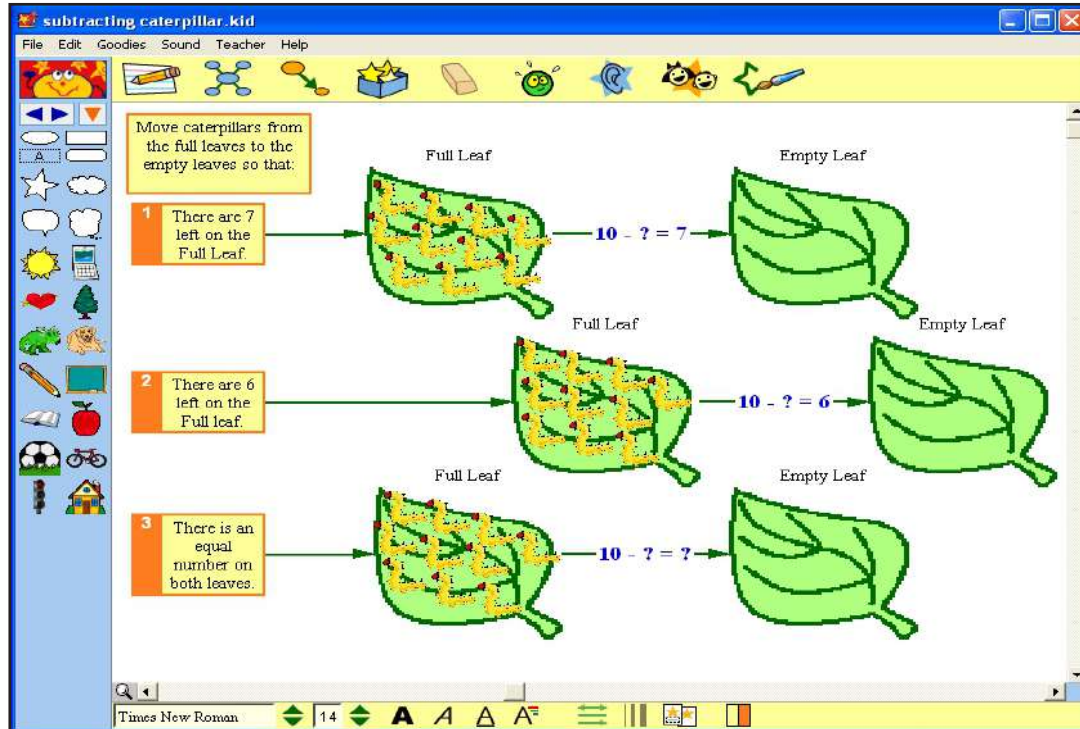 subtracting caterpillar.kid
File Edit Goodies Sound Teacher Help
Move caterpillars from
the full leaves to the
empty leaves so that:
Full Leaf
Empty Leaf
1
There are 7
left on the
Full Leaf.
10 - ? = 7
Full Leaf
Empty Leaf
2
There are 6
left on the
Full leaf.
10 - ? = 6
Full Leaf
Empty Leaf
3
There is an
equal
number on
both leaves.
10 - ? = ?
A
Times New Roman 14 A A A A